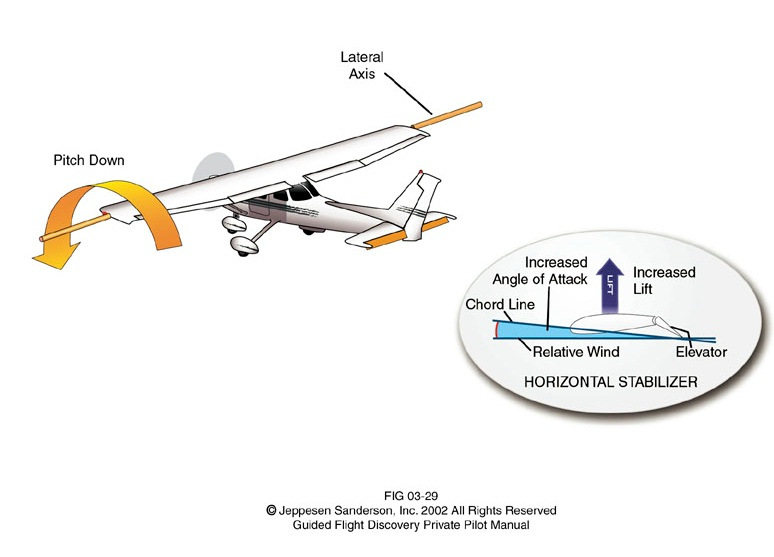 Lateral
Axis
Pitch Down
Increased
Angle of Attack
Increased
Lift
LIFT
Chord Line
Relative Wind
Elevator
HORIZONTAL STABILIZER
FIG 03-29
© Jeppesen Sanderson, Inc. 2002 All Rights Reserved
Guided Flight Discovery Private Pilot Manual